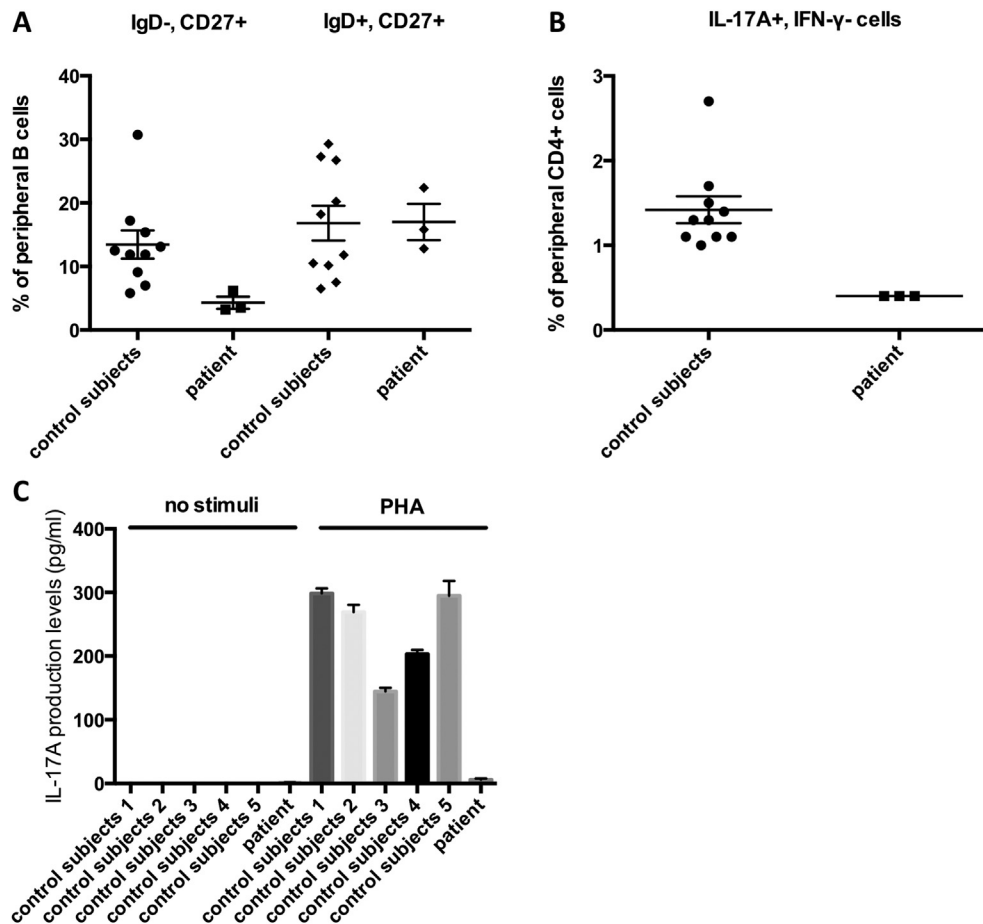 A
IgD-, CD27+
IgD+, CD27+
% of peripheral B cells
40
30
20
10
0
control subjects
patient
control subjects
patient
B
IL-17A+, IFN-γ- cells
% of peripheral CD4+ cells
3
2
1
0
control subjects
patient
C
no stimuli
PHA
IL-17A production levels (pg/ml)
400
300
200
100
0
control subjects 1
control subjects 2
control subjects 3
control subjects 4
control subjects 5
patient
control subjects 1
control subjects 2
control subjects 3
control subjects 4
control subjects 5
patient